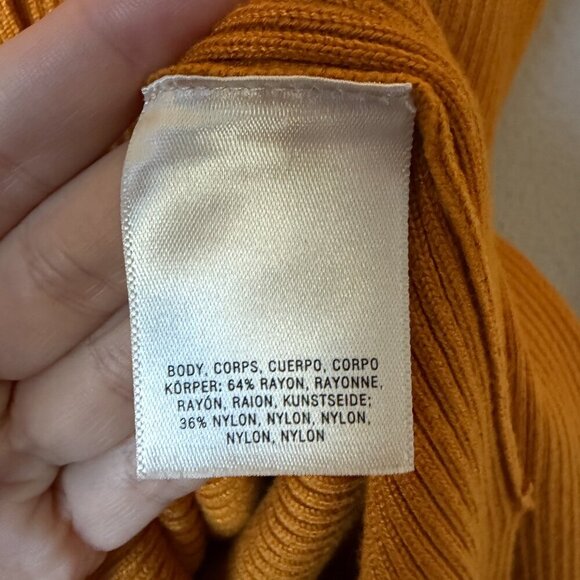 BODY, CORPS, CUERPO, CORPO
KÖRPER: 64% RAYON, RAYONNE,
RAYÓN, RAION, KUNSTSEIDE;
36% NYLON, NYLON, NYLON,
NYLON, NYLON